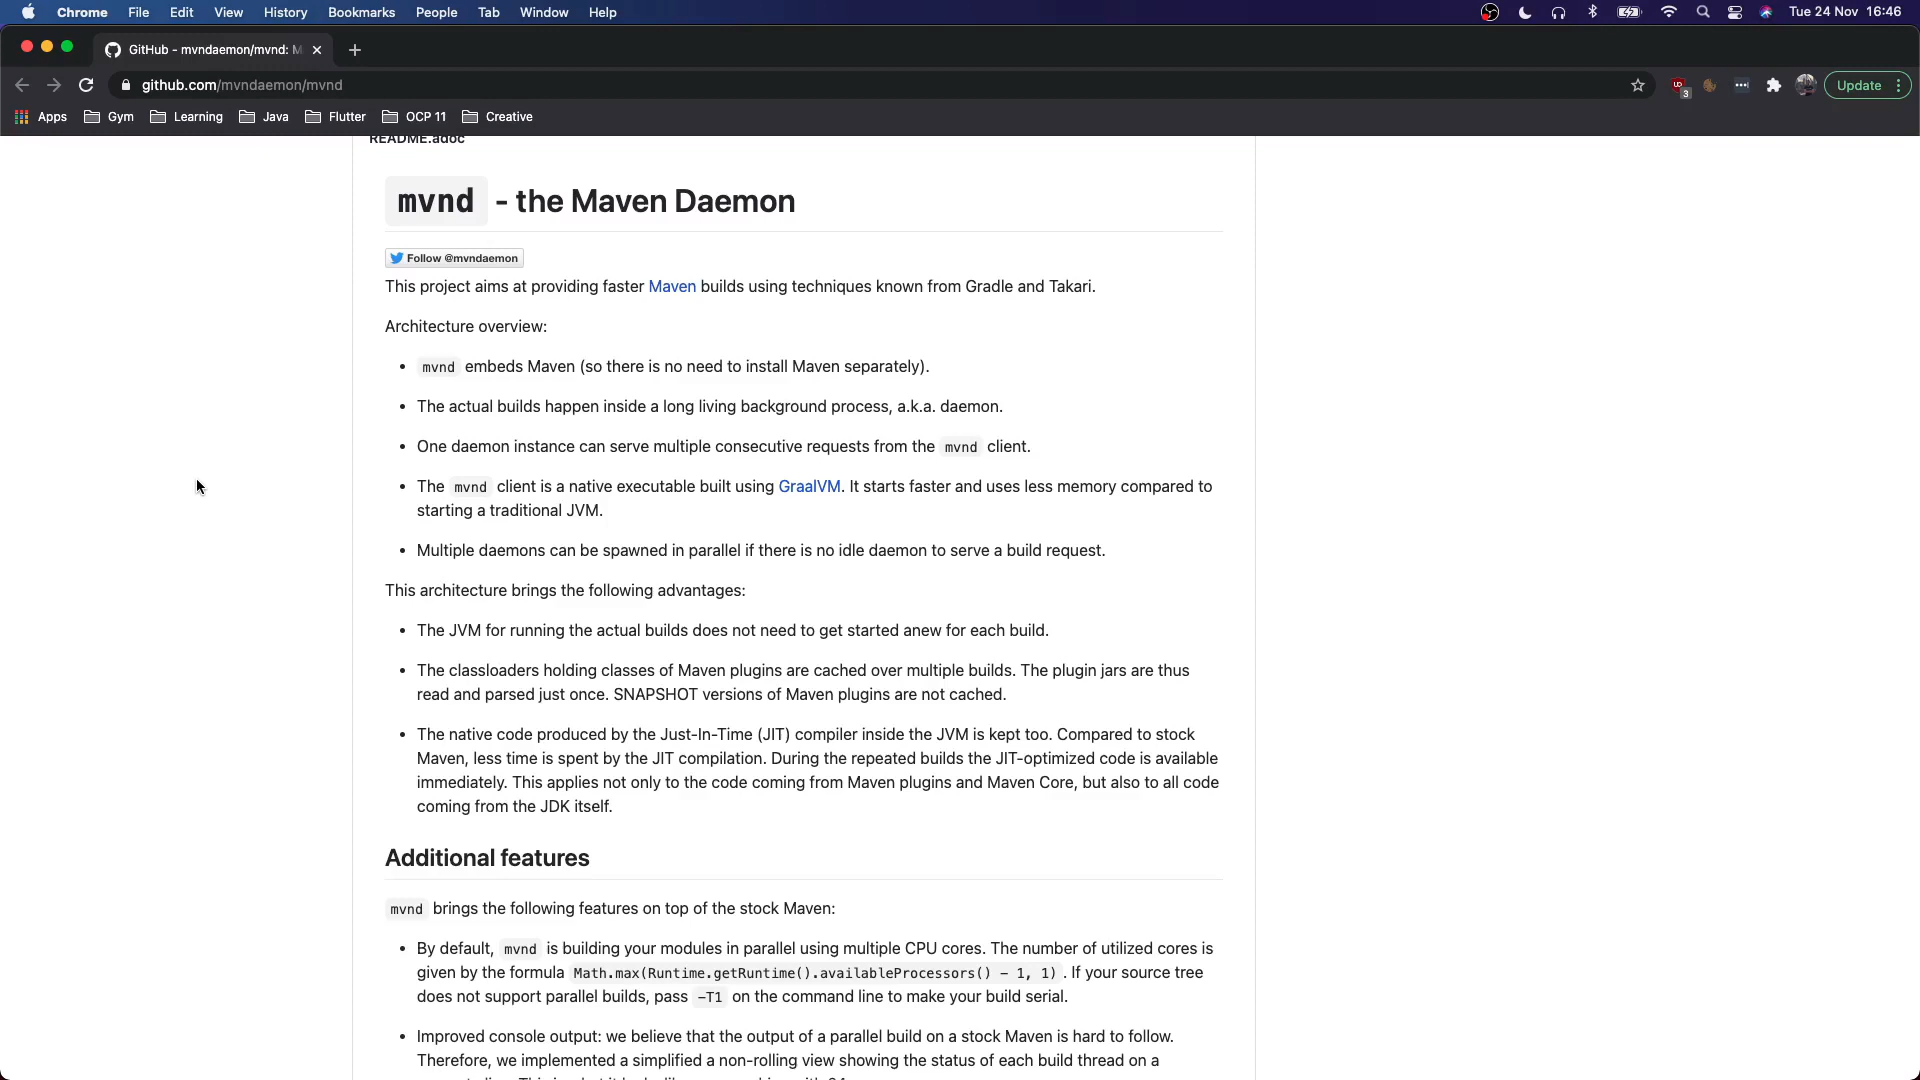 Chrome File Edit View History Bookmarks People Tab Window Help Tue 24 Nov 16:46
GitHub - mvndaemon/mvnd: M
github.com/mvndaemon/mvnd
3
Update
Apps Gym Learning Java Flutter OCP 11 Creative
README.adoc
mvnd - the Maven Daemon
Follow @mvndaemon
This project aims at providing faster Maven builds using techniques known from Gradle and Takari.
Architecture overview:
• mvnd embeds Maven (so there is no need to install Maven separately).
• The actual builds happen inside a long living background process, a.k.a. daemon.
• One daemon instance can serve multiple consecutive requests from the mvnd client.
• The mvnd client is a native executable built using GraalVM. It starts faster and uses less memory compared to
starting a traditional JVM.
• Multiple daemons can be spawned in parallel if there is no idle daemon to serve a build request.
This architecture brings the following advantages:
• The JVM for running the actual builds does not need to get started anew for each build.
• The classloaders holding classes of Maven plugins are cached over multiple builds. The plugin jars are thus
read and parsed just once. SNAPSHOT versions of Maven plugins are not cached.
• The native code produced by the Just-In-Time (JIT) compiler inside the JVM is kept too. Compared to stock
Maven, less time is spent by the JIT compilation. During the repeated builds the JIT-optimized code is available
immediately. This applies not only to the code coming from Maven plugins and Maven Core, but also to all code
coming from the JDK itself.
Additional features
mvnd brings the following features on top of the stock Maven:
• By default, mvnd is building your modules in parallel using multiple CPU cores. The number of utilized cores is
given by the formula Math.max(Runtime.getRuntime().availableProcessors() - 1, 1). If your source tree
does not support parallel builds, pass -T1 on the command line to make your build serial.
• Improved console output: we believe that the output of a parallel build on a stock Maven is hard to follow.
Therefore, we implemented a simplified a non-rolling view showing the status of each build thread on a